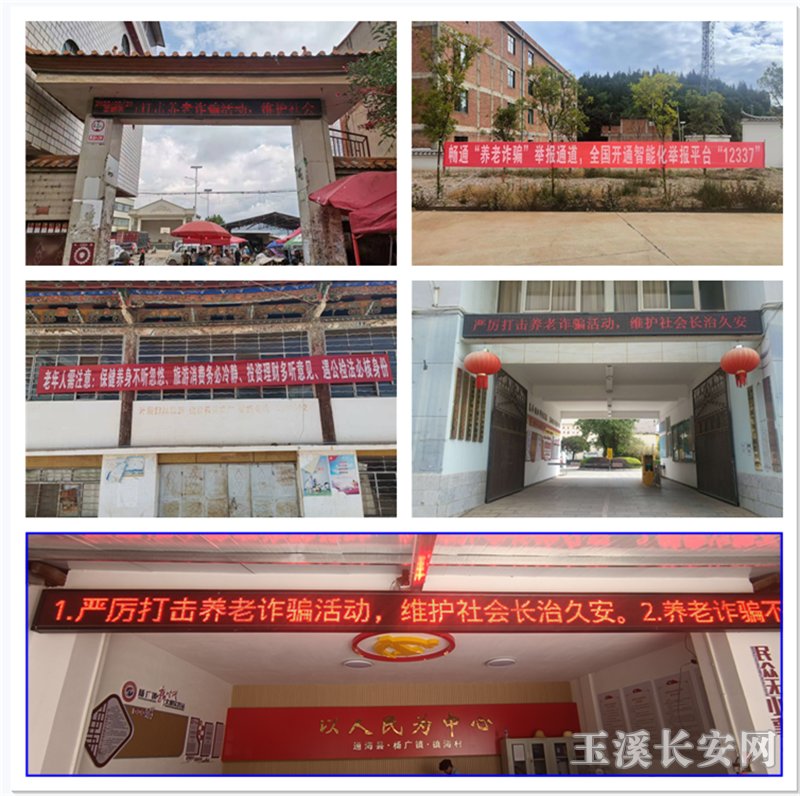 打击养老诈骗活动，维护社会
畅通“养老诈骗”举报通道，全国开通智能化举报平台“12337”
老年人需注意：保健养身不听忽悠、旅游消费务必冷静、投资理财多听意见、遇公检法必核身份
严厉打击养老诈骗活动，维护社会长治久安
1.严厉打击养老诈骗活动，维护社会长治久安。2.养老诈骗不
以人民为中心
通海县·杨广镇·镇海村
杨广镇
玉溪长安网